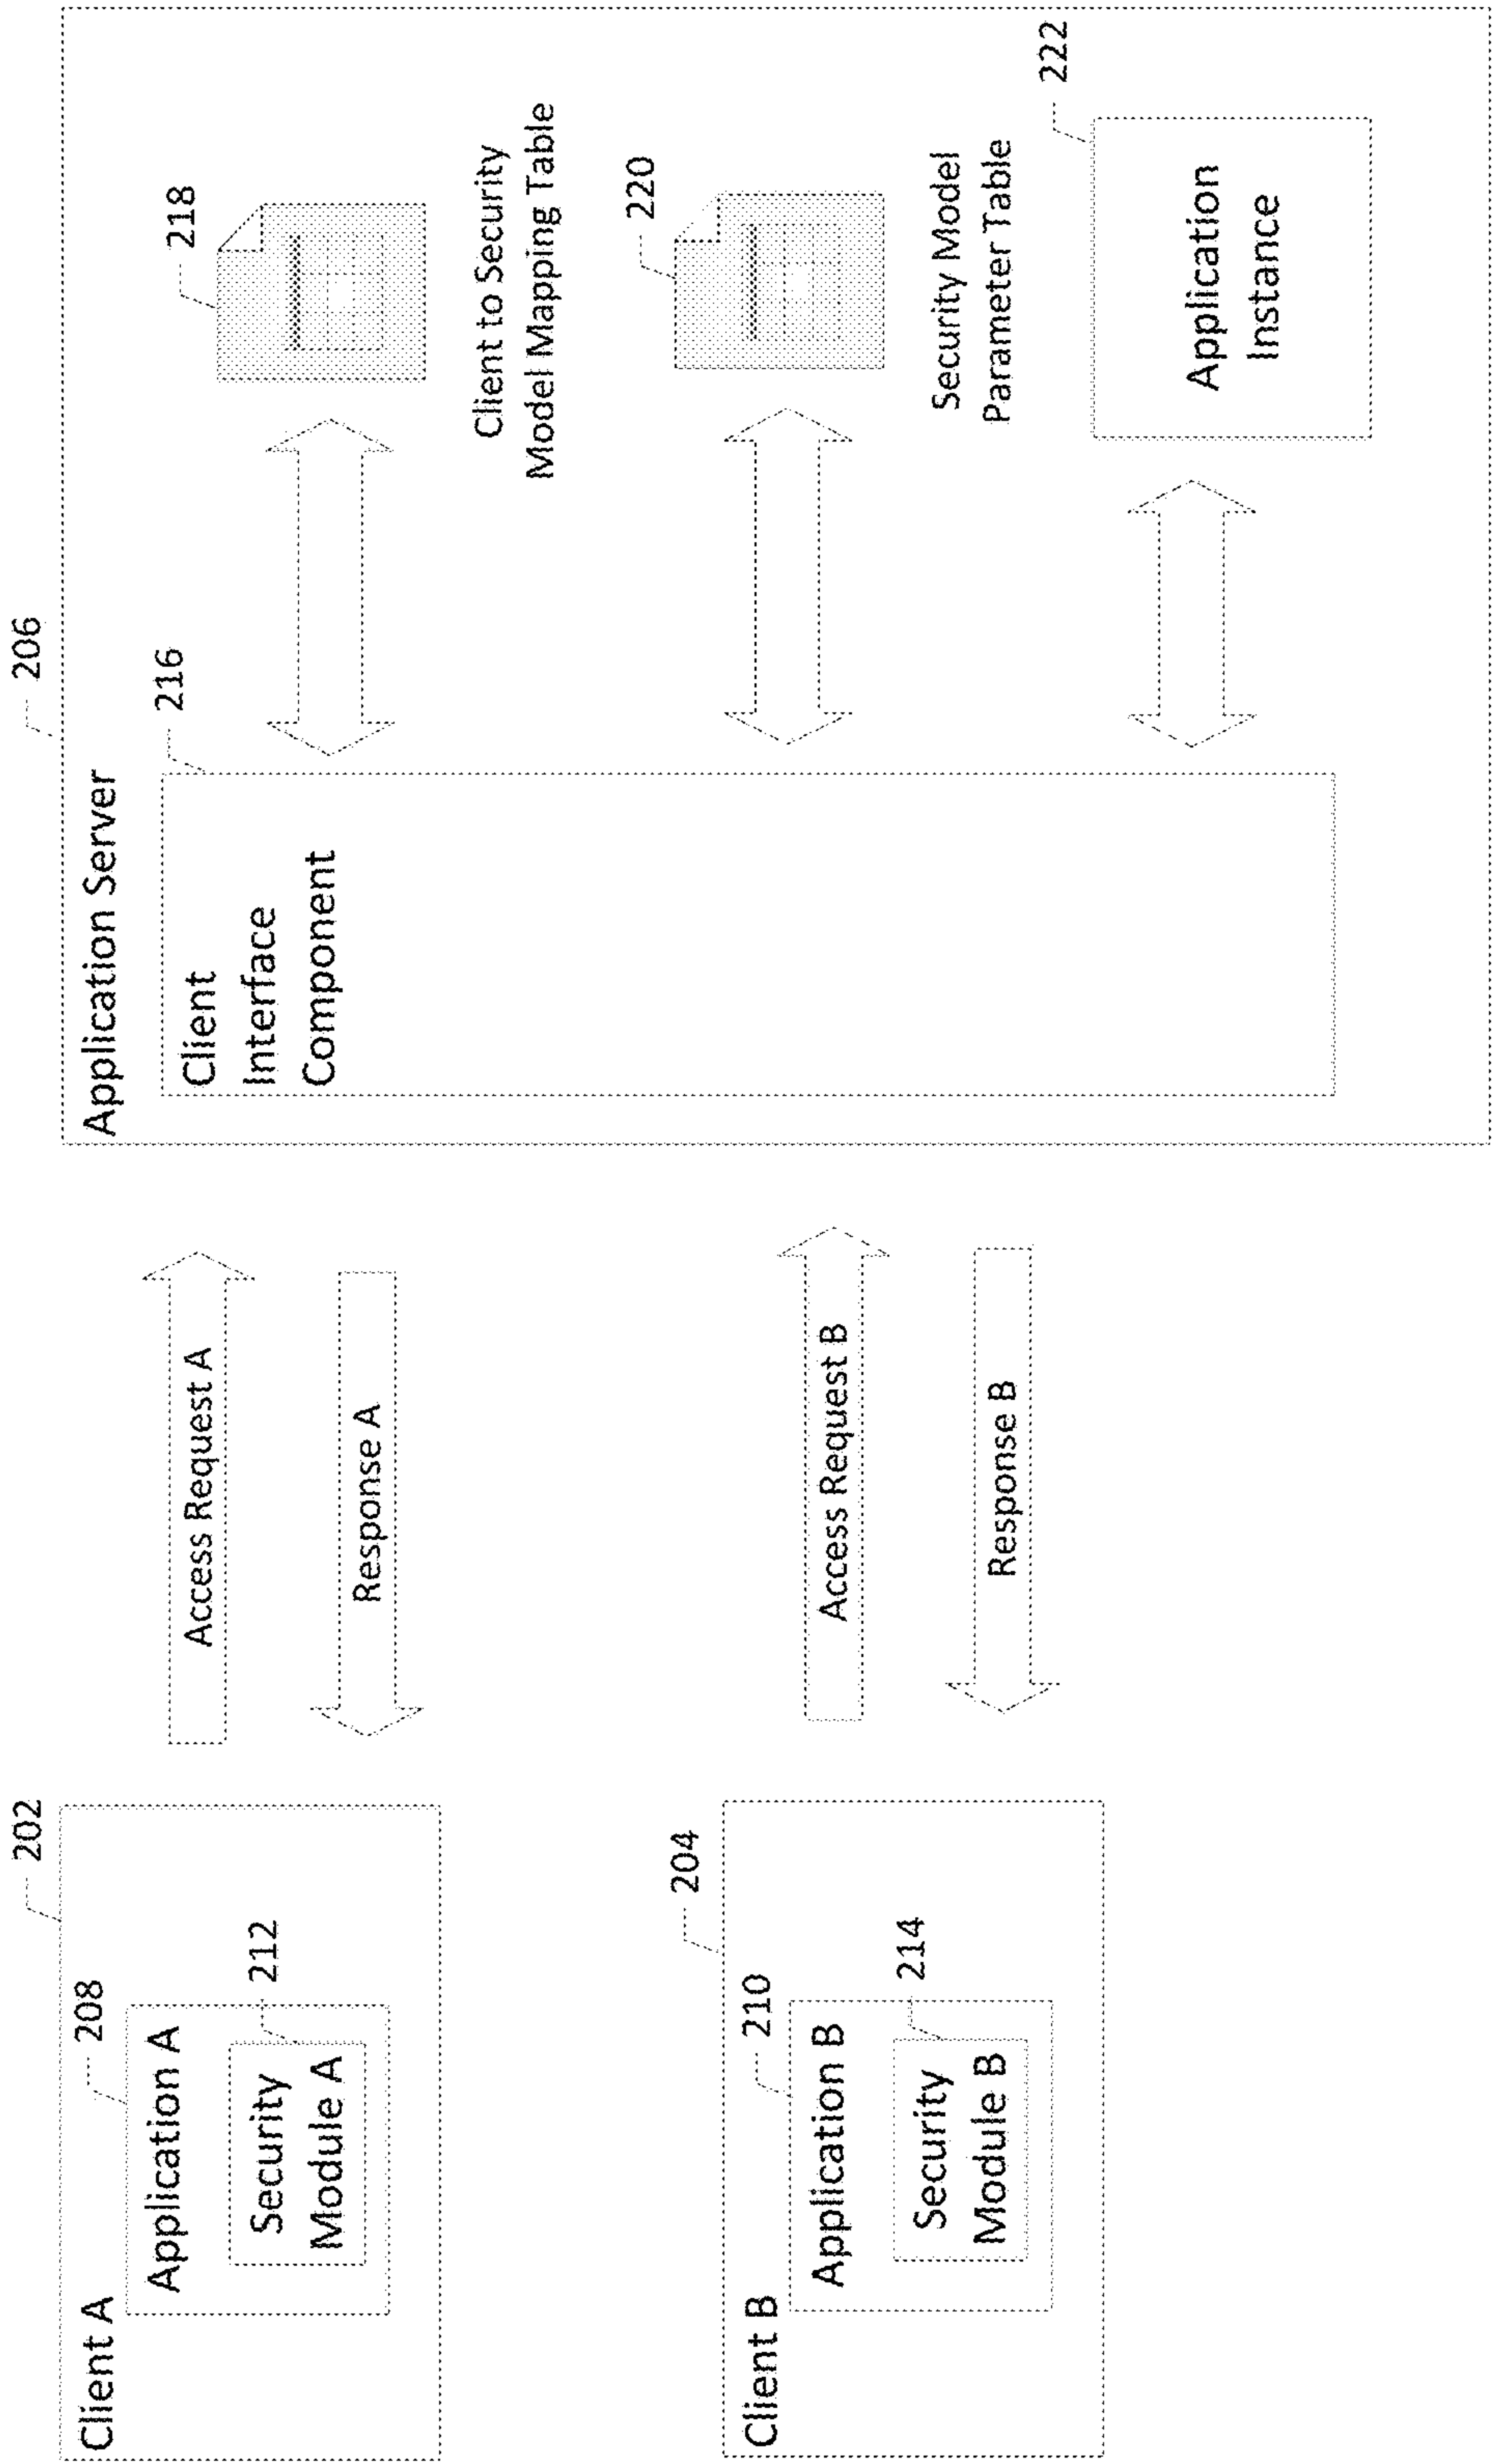 202
Client A
208
Application A
212
Security
Module A
204
Client B
210
Application B
214
Security
Module B
Access Request A
Response A
Access Request B
Response B
206
Application Server
216
Client
Interface
Component
218
Client to Security
Model Mapping Table
220
Security Model
Parameter Table
222
Application
Instance